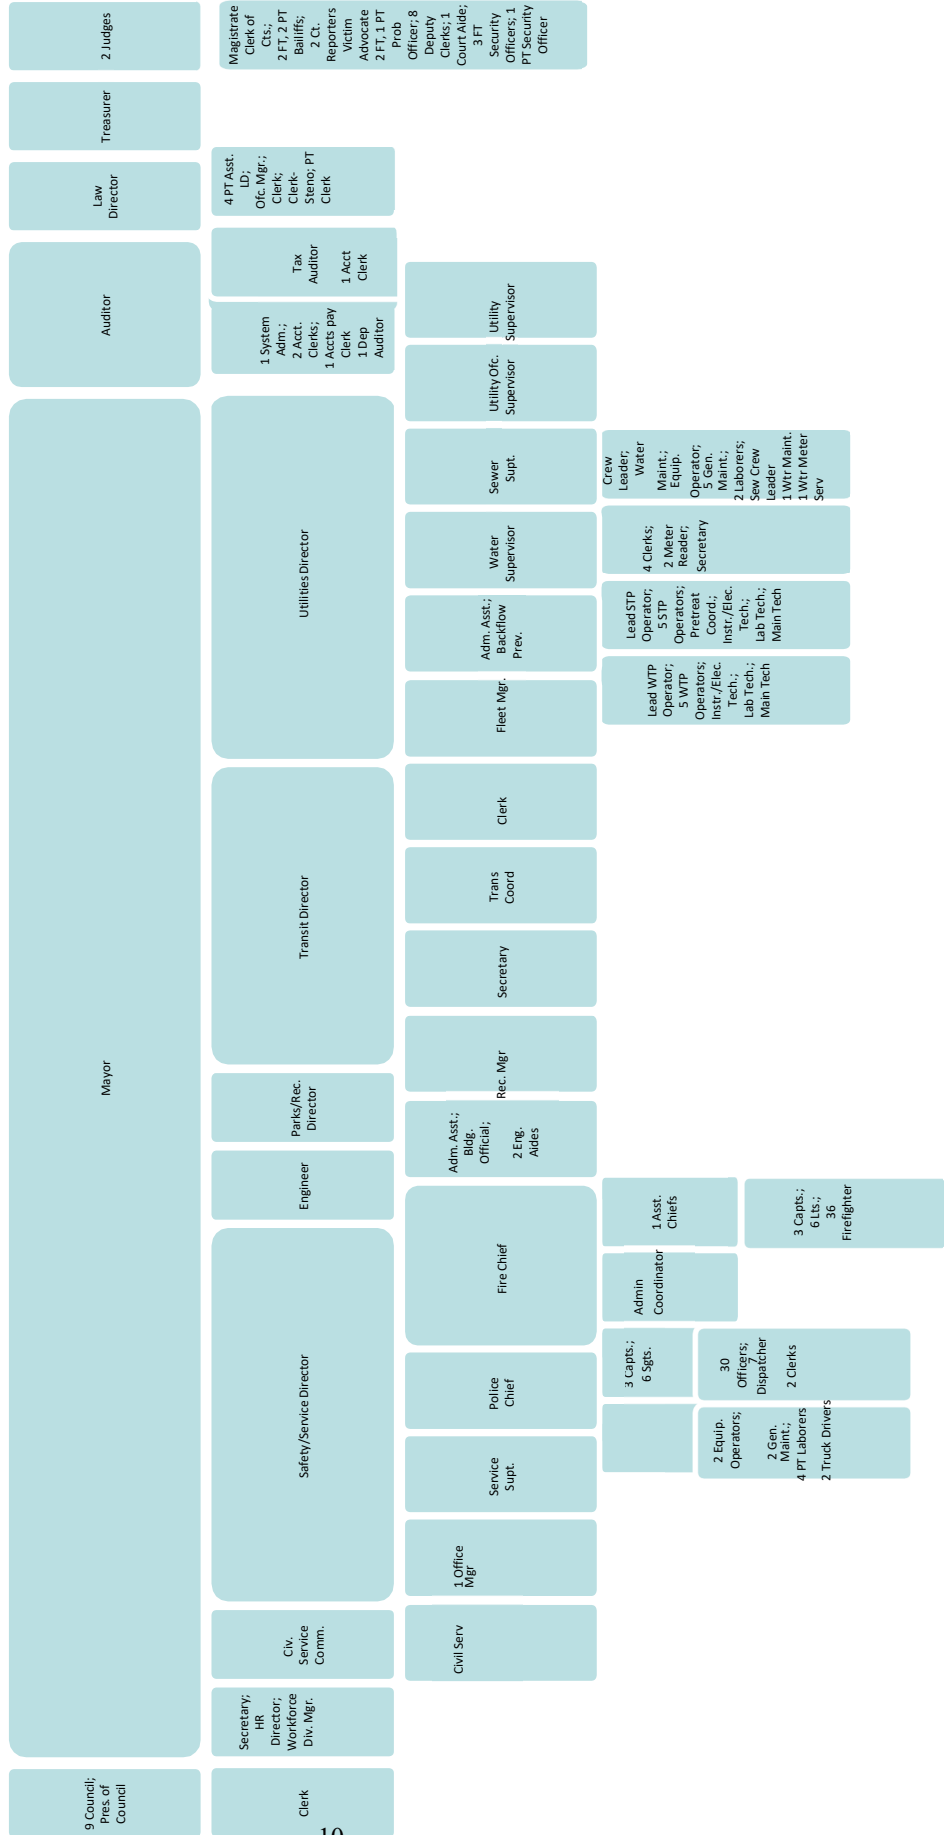 9 Council;
Pres. of
Council
Mayor
Auditor
Law
Director
Treasurer
2 Judges
Clerk
Secretary;
HR
Director;
Workforce
Div. Mgr.
Civ.
Service
Comm.
Safety/Service Director
Engineer
Parks/Rec.
Director
Transit Director
Utilities Director
1 System
Adm.;
2 Acct.
Clerks;
1 Accts pay
Clerk
1 Dep
Auditor
Tax
Auditor
1 Acct
Clerk
4 PT Asst.
LD;
Ofc. Mgr.;
Clerk;
Clerk-
Steno; PT
Clerk
Magistrate
Clerk of
Cts.;
2 FT, 2 PT
Bailiffs;
2 Ct.
Reporters
Victim
Advocate
2 FT, 1 PT
Prob
Officer; 8
Deputy
Clerks; 1
Court Aide;
3 FT
Security
Officers; 1
PT Security
Officer
Civil Serv
1 Office
Mgr
Service
Supt.
Police
Chief
Fire Chief
Adm. Asst.;
Bldg.
Official;
2 Eng.
Aides
Rec. Mgr
Secretary
Trans
Coord
Clerk
Fleet Mgr.
Adm. Asst.;
Backflow
Prev.
Water
Supervisor
Sewer
Supt.
Utility Ofc.
Supervisor
Utility
Supervisor
3 Capts.;
6 Sgts.
Admin
Coordinator
1 Asst.
Chiefs
Lead WTP
Operator;
5 WTP
Operators;
Instr./Elec.
Tech.;
Lab Tech.;
Main Tech
Lead STP
Operator;
5 STP
Operators;
Pretreat
Coord.;
Instr./Elec.
Tech.;
Lab Tech.;
Main Tech
4 Clerks;
2 Meter
Reader;
Secretary
Crew
Leader;
Water
Maint.;
Equip.
Operator;
5 Gen.
Maint.;
2 Laborers;
Sew Crew
Leader
1 Wtr Maint.
1 Wtr Meter
Serv
2 Equip.
Operators;
2 Gen.
Maint.;
4 PT Laborers
2 Truck Drivers
30
Officers;
7
Dispatcher
2 Clerks
3 Capts.;
6 Lts.;
36
Firefighter